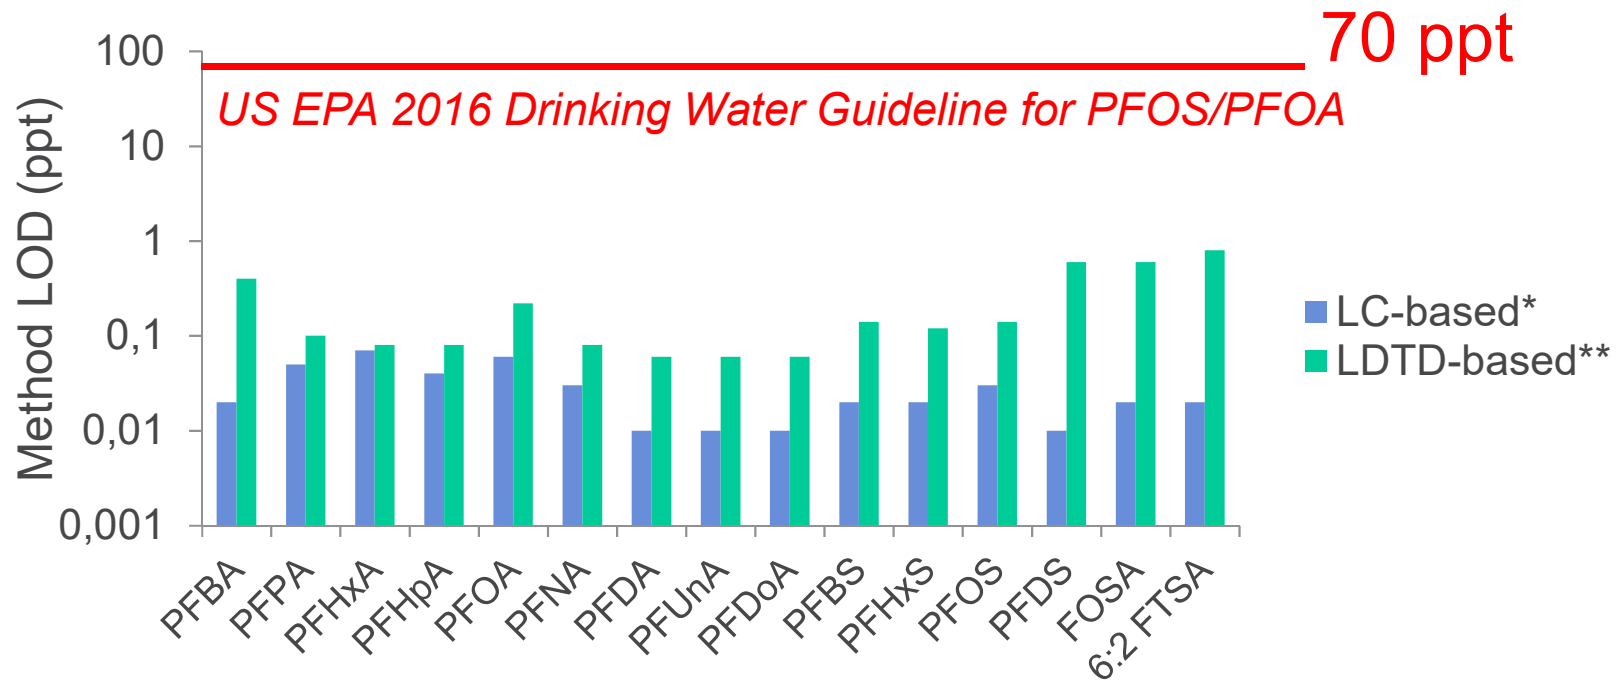 70 ppt
100
US EPA 2016 Drinking Water Guideline for PFOS/PFOA
10
1
0,1
0,01
0,001
Method LOD (ppt)
LC-based*
LDTD-based**
PFBA
PFPA
PFHxA
PFHpA
PFOA
PFNA
PFDA
PFUnA
PFDoA
PFBS
PFHxS
PFOS
PFDS
FOSA
6:2 FTSA